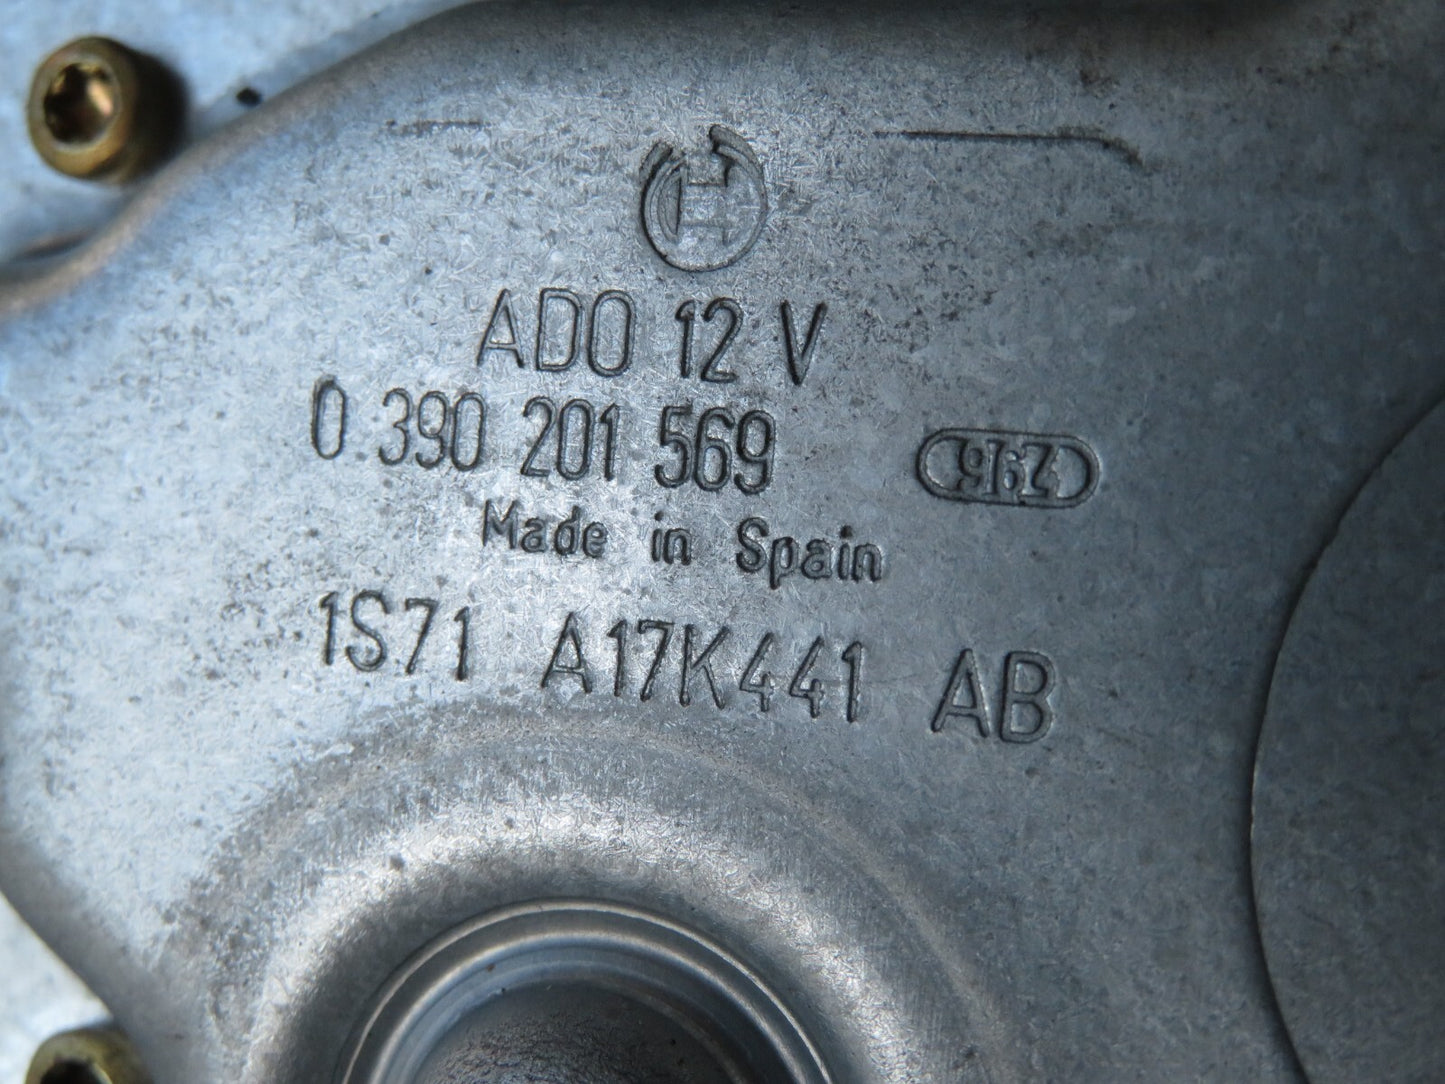 ADO 12 V
0 390 201 569
Made in Spain
1S71 A17K441 AB